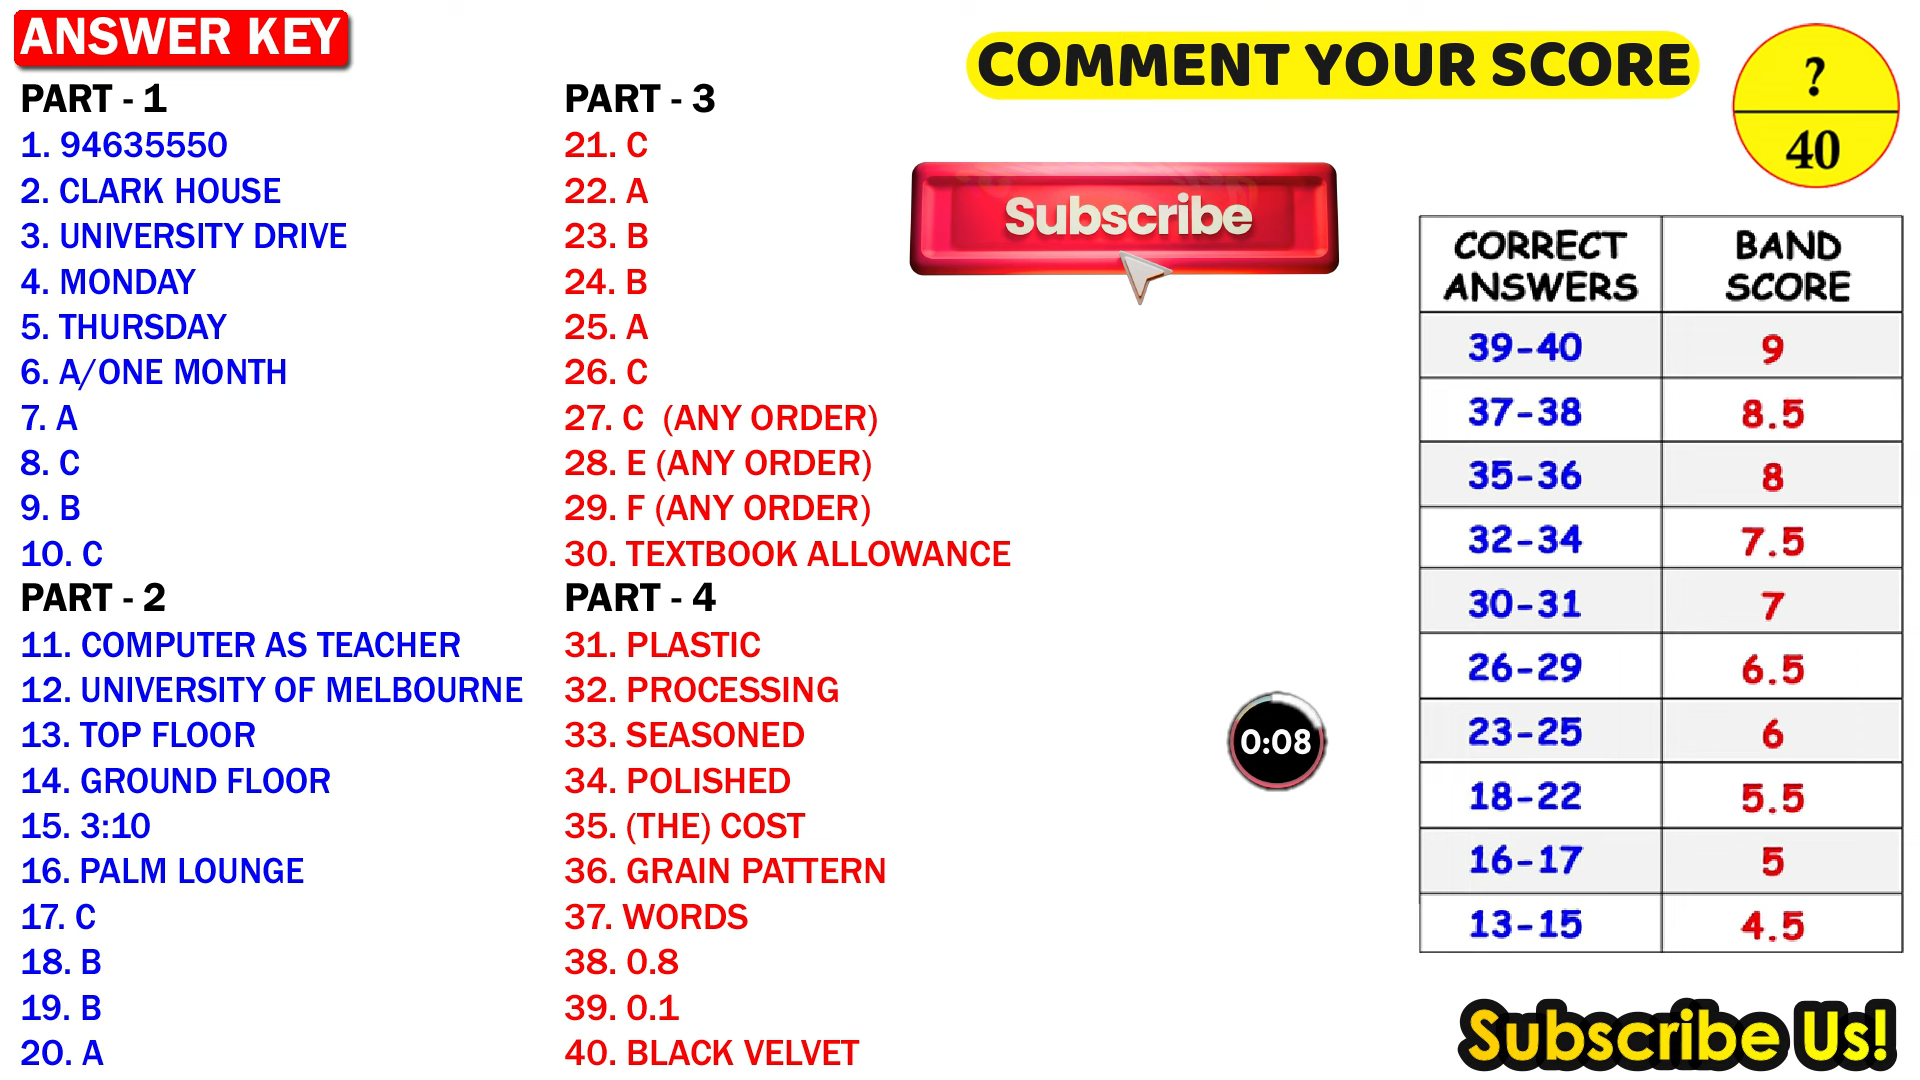 ANSWER KEY
PART - 1
1. 94635550
2. CLARK HOUSE
3. UNIVERSITY DRIVE
4. MONDAY
5. THURSDAY
6. A/ONE MONTH
7. A
8. C
9. B
10. C
PART - 2
11. COMPUTER AS TEACHER
12. UNIVERSITY OF MELBOURNE
13. TOP FLOOR
14. GROUND FLOOR
15. 3:10
16. PALM LOUNGE
17. C
18. B
19. B
20. A
PART - 3
21. C
22. A
23. B
24. B
25. A
26. C
27. C (ANY ORDER)
28. E (ANY ORDER)
29. F (ANY ORDER)
30. TEXTBOOK ALLOWANCE
PART - 4
31. PLASTIC
32. PROCESSING
33. SEASONED
34. POLISHED
35. (THE) COST
36. GRAIN PATTERN
37. WORDS
38. 0.8
39. 0.1
40. BLACK VELVET
COMMENT YOUR SCORE
?
40
Subscribe
0:08
CORRECT ANSWERS BAND SCORE
39-40 9
37-38 8.5
35-36 8
32-34 7.5
30-31 7
26-29 6.5
23-25 6
18-22 5.5
16-17 5
13-15 4.5
Subscribe Us!